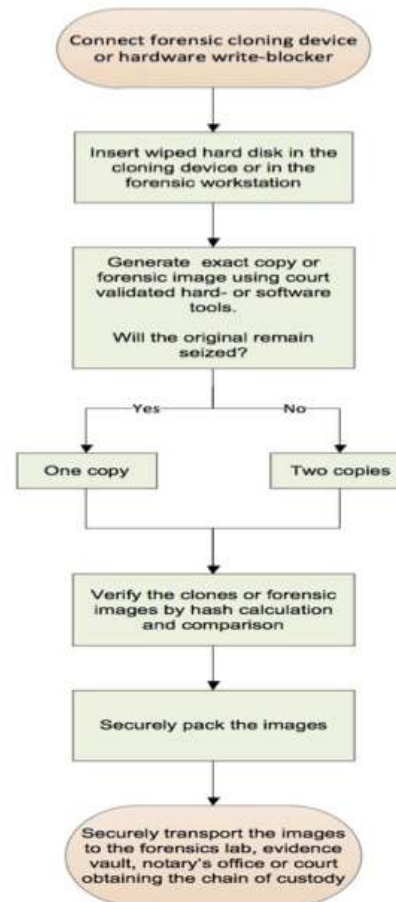 Connect forensic cloning device
or hardware write-blocker
Insert wiped hard disk in the
cloning device or in the
forensic workstation
Generate exact copy or
forensic image using court
validated hard- or software
tools.
Will the original remain
seized?
Yes
No
One copy
Two copies
Verify the clones or forensic
images by hash calculation
and comparison
Securely pack the images
Securely transport the images
to the forensics lab, evidence
vault, notary's office or court
obtaining the chain of custody